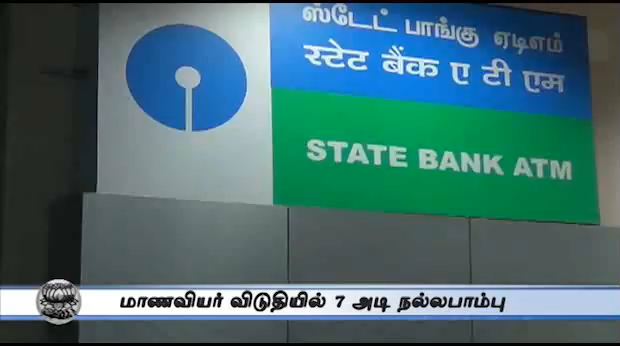 ஸ்டேட் பாங்கு ஏடிஎம்
स्टेट बैंक ए टी एम
STATE BANK ATM
மாணவியர் விடுதியில் 7 அடி நல்லபாம்பு